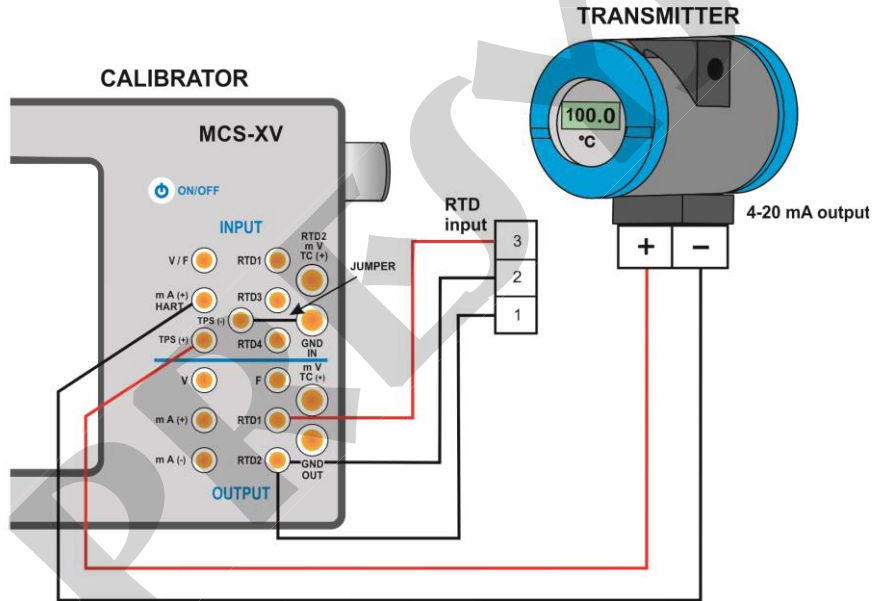 TRANSMITTER
CALIBRATOR
MCS-XV
100.0
°C
ON/OFF
4-20 mA output
RTD
input
3
2
1
+
−
INPUT
RTD2
m V
TC (+)
V / F
RTD1
JUMPER
m A (+)
HART
RTD3
TPS (-)
TPS (+)
RTD4
GND
IN
m V
TC (+)
V
F
m A (+)
RTD1
m A (-)
RTD2
GND
OUT
OUTPUT